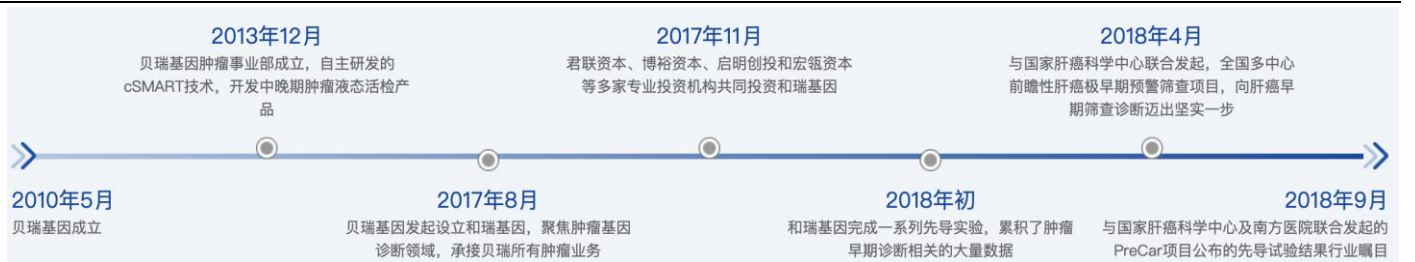 2013年12月
贝瑞基因肿瘤事业部成立，自主研发的
cSMART技术，开发中晚期肿瘤液态活检产
品
2017年11月
君联资本、博裕资本、启明创投和宏瓴资本
等多家专业投资机构共同投资和瑞基因
2018年4月
与国家肝癌科学中心联合发起，全国多中心
前瞻性肝癌极早期预警筛查项目，向肝癌早
期筛查诊断迈出坚实一步
2010年5月
贝瑞基因成立
2017年8月
贝瑞基因发起设立和瑞基因，聚焦肿瘤基因
诊断领域，承接贝瑞所有肿瘤业务
2018年初
和瑞基因完成一系列先导实验，累积了肿瘤
早期诊断相关的大量数据
2018年9月
与国家肝癌科学中心及南方医院联合发起的
PreCar项目公布的先导试验结果行业瞩目